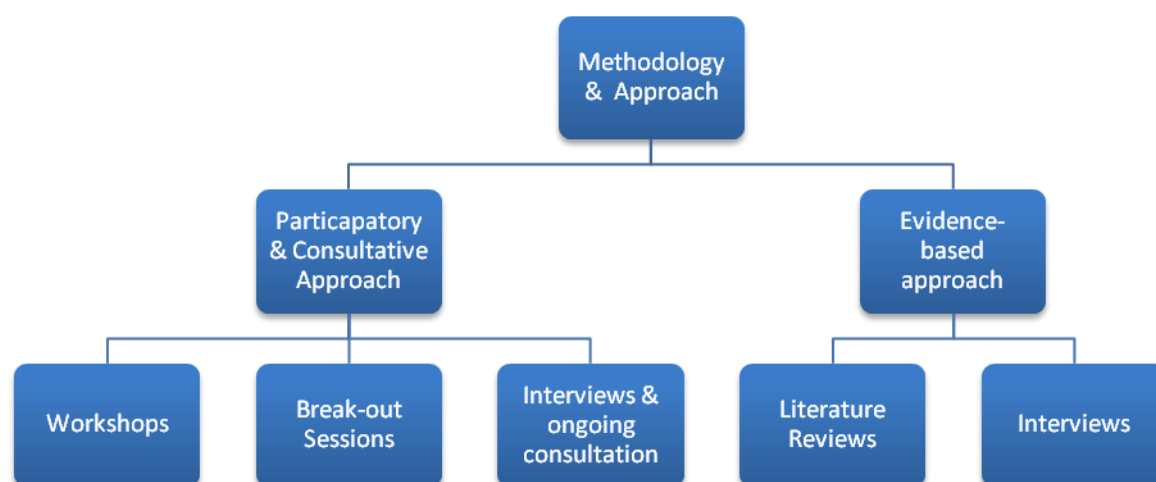 Methodology
& Approach
Particapatory
& Consultative
Approach
Evidence-
based
approach
Workshops
Break-out
Sessions
Interviews &
ongoing
consultation
Literature
Reviews
Interviews